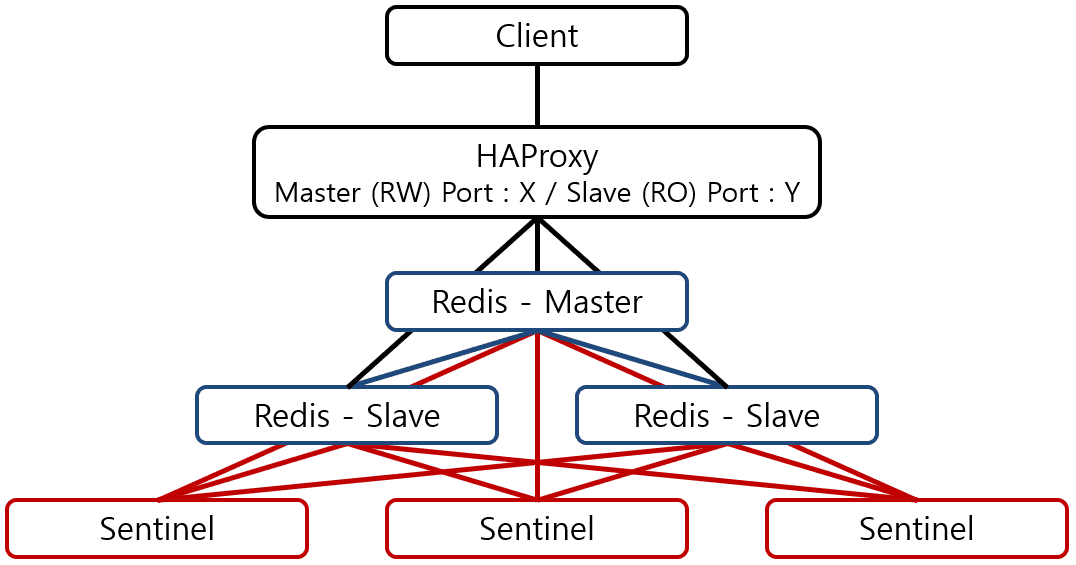 Client
HAProxy
Master (RW) Port : X / Slave (RO) Port : Y
Redis - Master
Redis - Slave
Redis - Slave
Sentinel
Sentinel
Sentinel